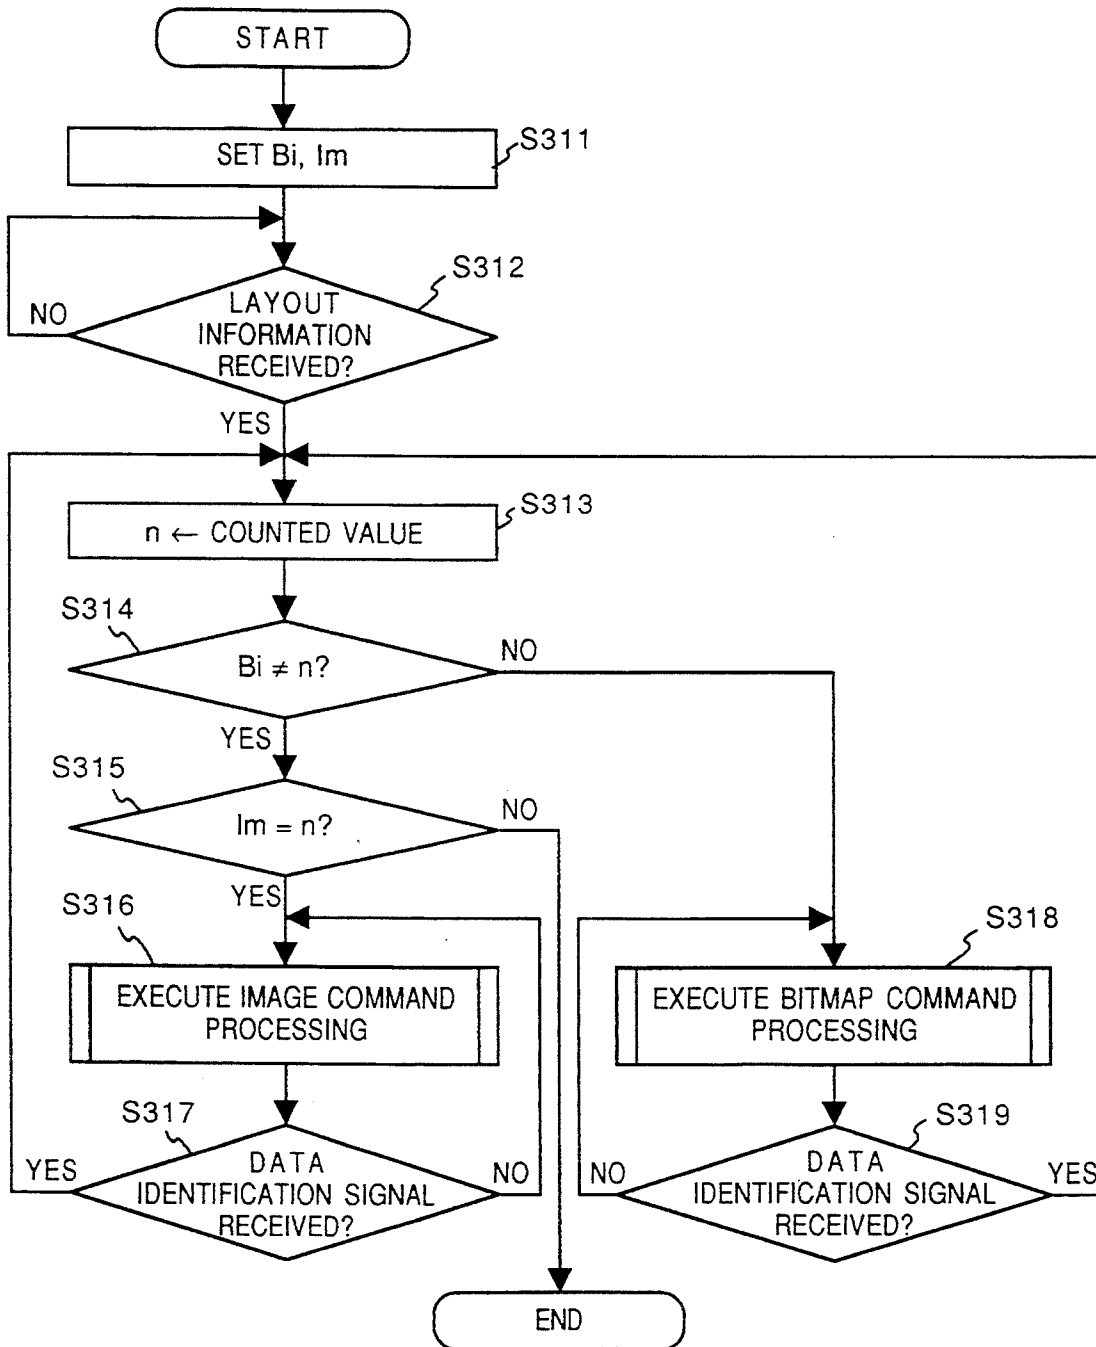 START
SET Bi, Im
S311
S312
LAYOUT
INFORMATION
RECEIVED?
NO
YES
S313
n ← COUNTED VALUE
S314
Bi ≠ n?
NO
YES
S315
Im = n?
NO
YES
S316
EXECUTE IMAGE COMMAND
PROCESSING
S318
EXECUTE BITMAP COMMAND
PROCESSING
S317
DATA
IDENTIFICATION SIGNAL
RECEIVED?
YES
NO
S319
DATA
IDENTIFICATION SIGNAL
RECEIVED?
NO
YES
END